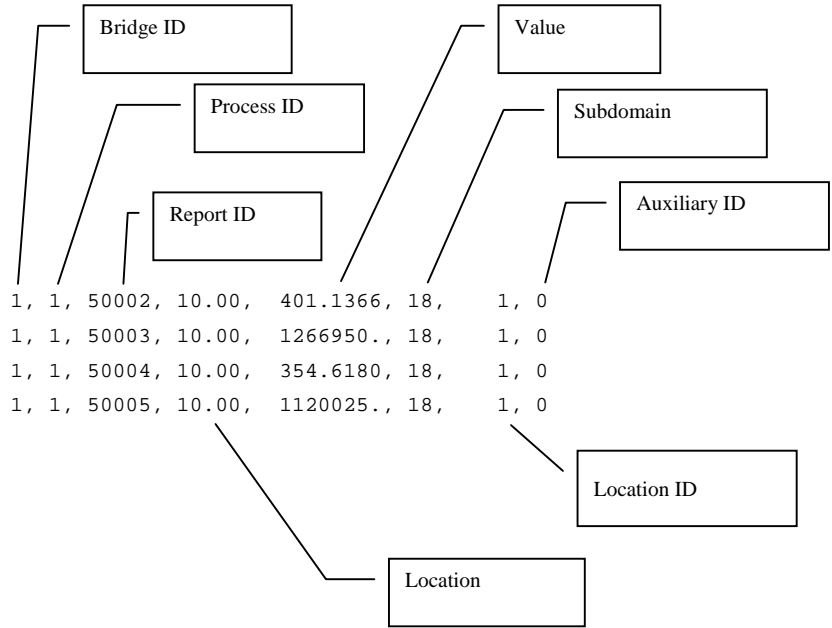 Bridge ID
Value
Process ID
Subdomain
Report ID
Auxiliary ID
1, 1, 50002, 10.00, 401.1366, 18, 1, 0
1, 1, 50003, 10.00, 1266950., 18, 1, 0
1, 1, 50004, 10.00, 354.6180, 18, 1, 0
1, 1, 50005, 10.00, 1120025., 18, 1, 0
Location ID
Location